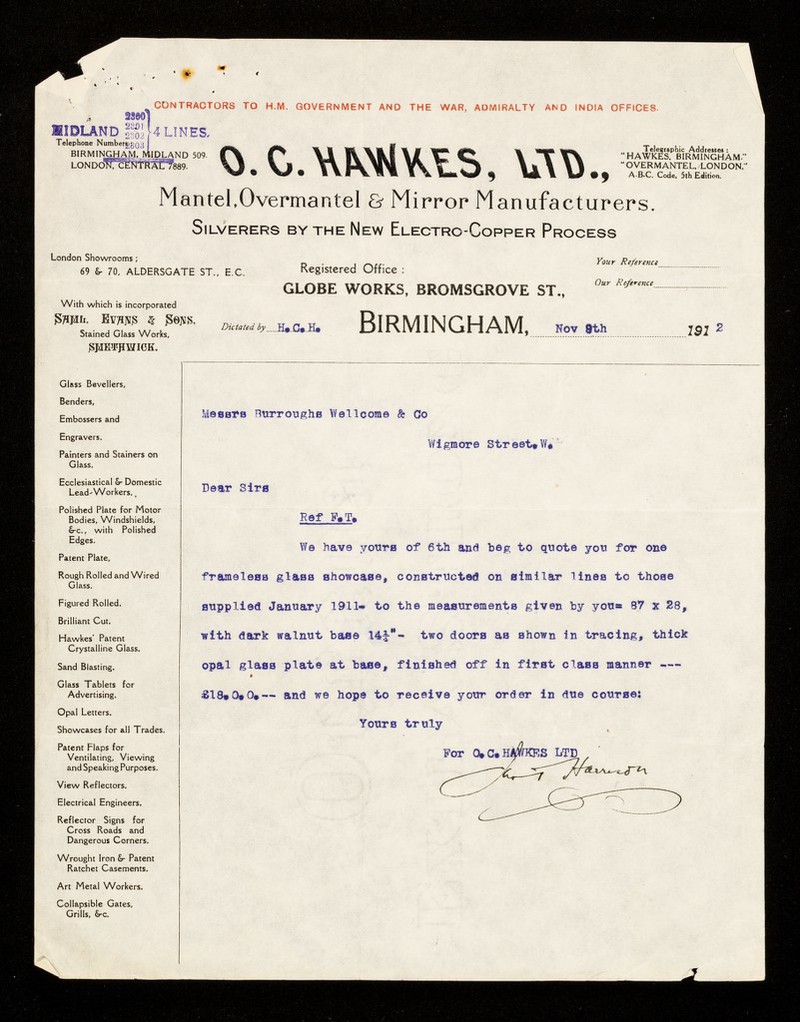 CONTRACTORS TO H.M. GOVERNMENT AND THE WAR, ADMIRALTY AND INDIA OFFICES.
MIDLAND 2300 2301 2302 2303 4 LINES.
Telephone Numbers
BIRMINGHAM, MIDLAND 509.
LONDON, CENTRAL 7889.
O. C. HAWKES, LTD.,
Telegraphic Addresses:
"HAWKES, BIRMINGHAM."
"OVERMANTEL, LONDON,"
A.B.C. Code, 5th Edition.
Mantel, Overmantel & Mirror Manufacturers.
SILVERERS BY THE NEW ELECTRO-COPPER PROCESS
London Showrooms:
69 & 70, ALDERSGATE ST., E.C.
Registered Office:
GLOBE WORKS, BROMSGROVE ST.,
Your Reference
Our Reference
With which is incorporated
SAML. EVANS & SONS.
Stained Glass Works,
SMETHWICK.
Dictated by H.C.H.
BIRMINGHAM, Nov 9th 1912
Glass Bevellers,
Benders,
Embossers and
Engravers.
Painters and Stainers on
Glass.
Ecclesiastical & Domestic
Lead-Workers.
Polished Plate for Motor
Bodies, Windshields,
&c., with Polished
Edges.
Patent Plate,
Rough Rolled and Wired
Glass.
Figured Rolled.
Brilliant Cut.
Hawkes' Patent
Crystalline Glass.
Sand Blasting.
Glass Tablets for
Advertising.
Opal Letters.
Showcases for all Trades.
Patent Flaps for
Ventilating, Viewing
and Speaking Purposes.
View Reflectors.
Electrical Engineers.
Reflector Signs for
Cross Roads and
Dangerous Corners.
Wrought Iron & Patent
Ratchet Casements.
Art Metal Workers.
Collapsible Gates,
Grills, &c.
Messrs Burroughs Wellcome & Co
Wigmore Street.W.
Dear Sirs
Ref F.T.
We have yours of 6th and beg to quote you for one
frameless glass showcase, constructed on similar lines to those
supplied January 1911- to the measurements given by you= 87 x 28,
with dark walnut base 14½"- two doors as shown in tracing, thick
opal glass plate at base, finished off in first class manner ---
£18.0.0.-- and we hope to receive your order in due course:
Yours truly
For O.C.HAWKES LTD
Harrison